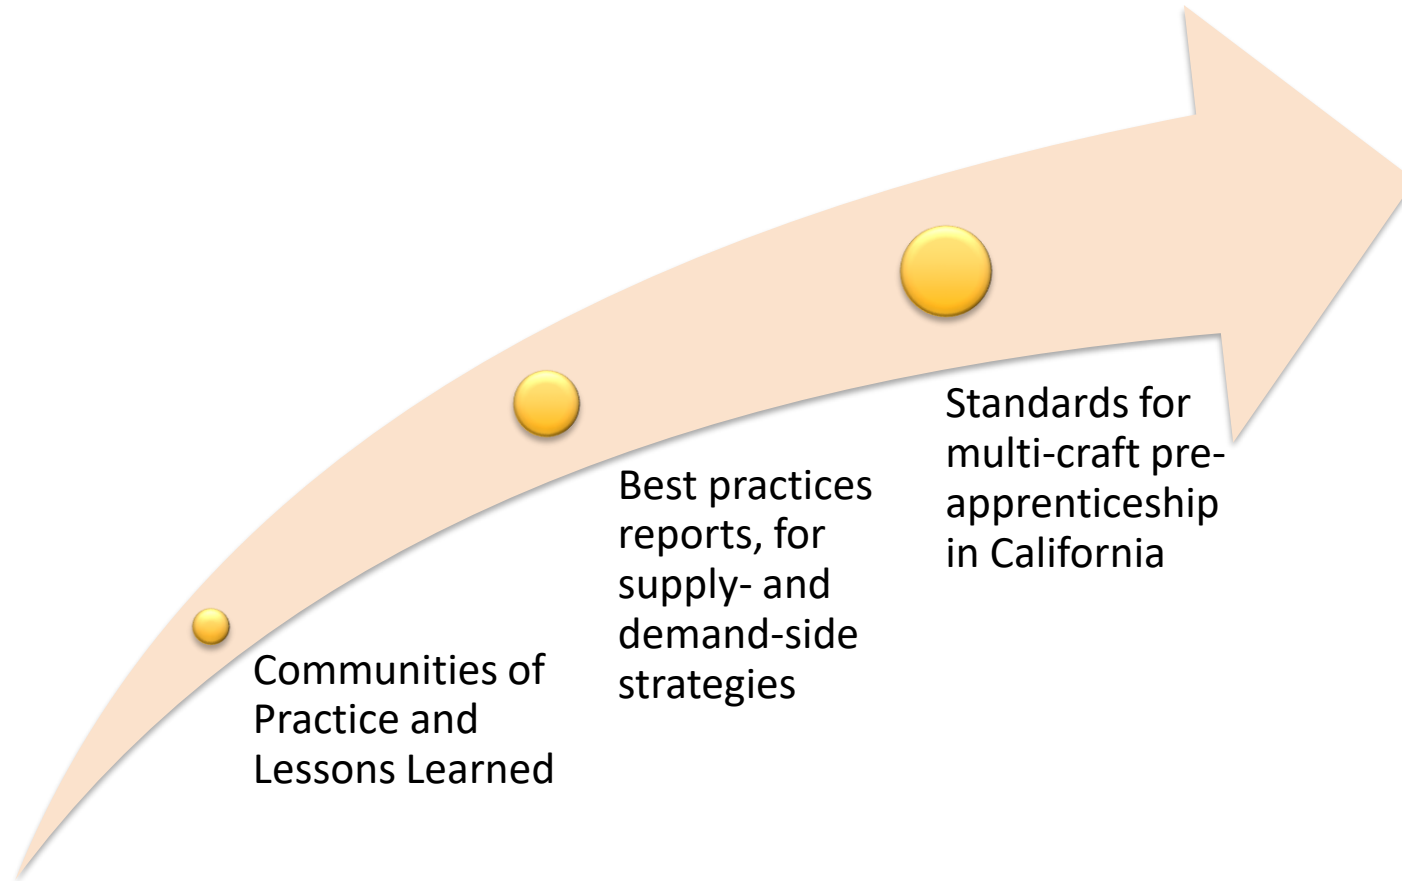 Communities of
Practice and
Lessons Learned
Best practices
reports, for
supply- and
demand-side
strategies
Standards for
multi-craft pre-
apprenticeship
in California